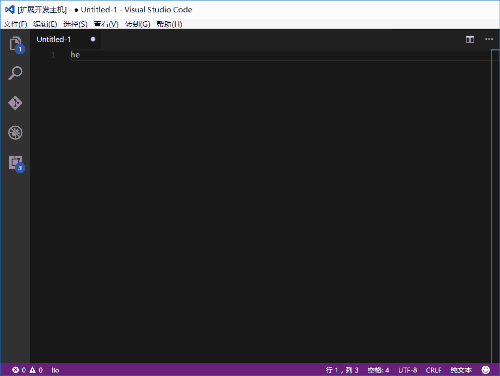 [扩展开发主机] - ● Untitled-1 - Visual Studio Code
文件(F) 编辑(E) 选择(S) 查看(V) 转到(G) 帮助(H)
Untitled-1 ●
1 he
1
3
0 0 llo 行 1，列 3 空格: 4 UTF-8 CRLF 纯文本